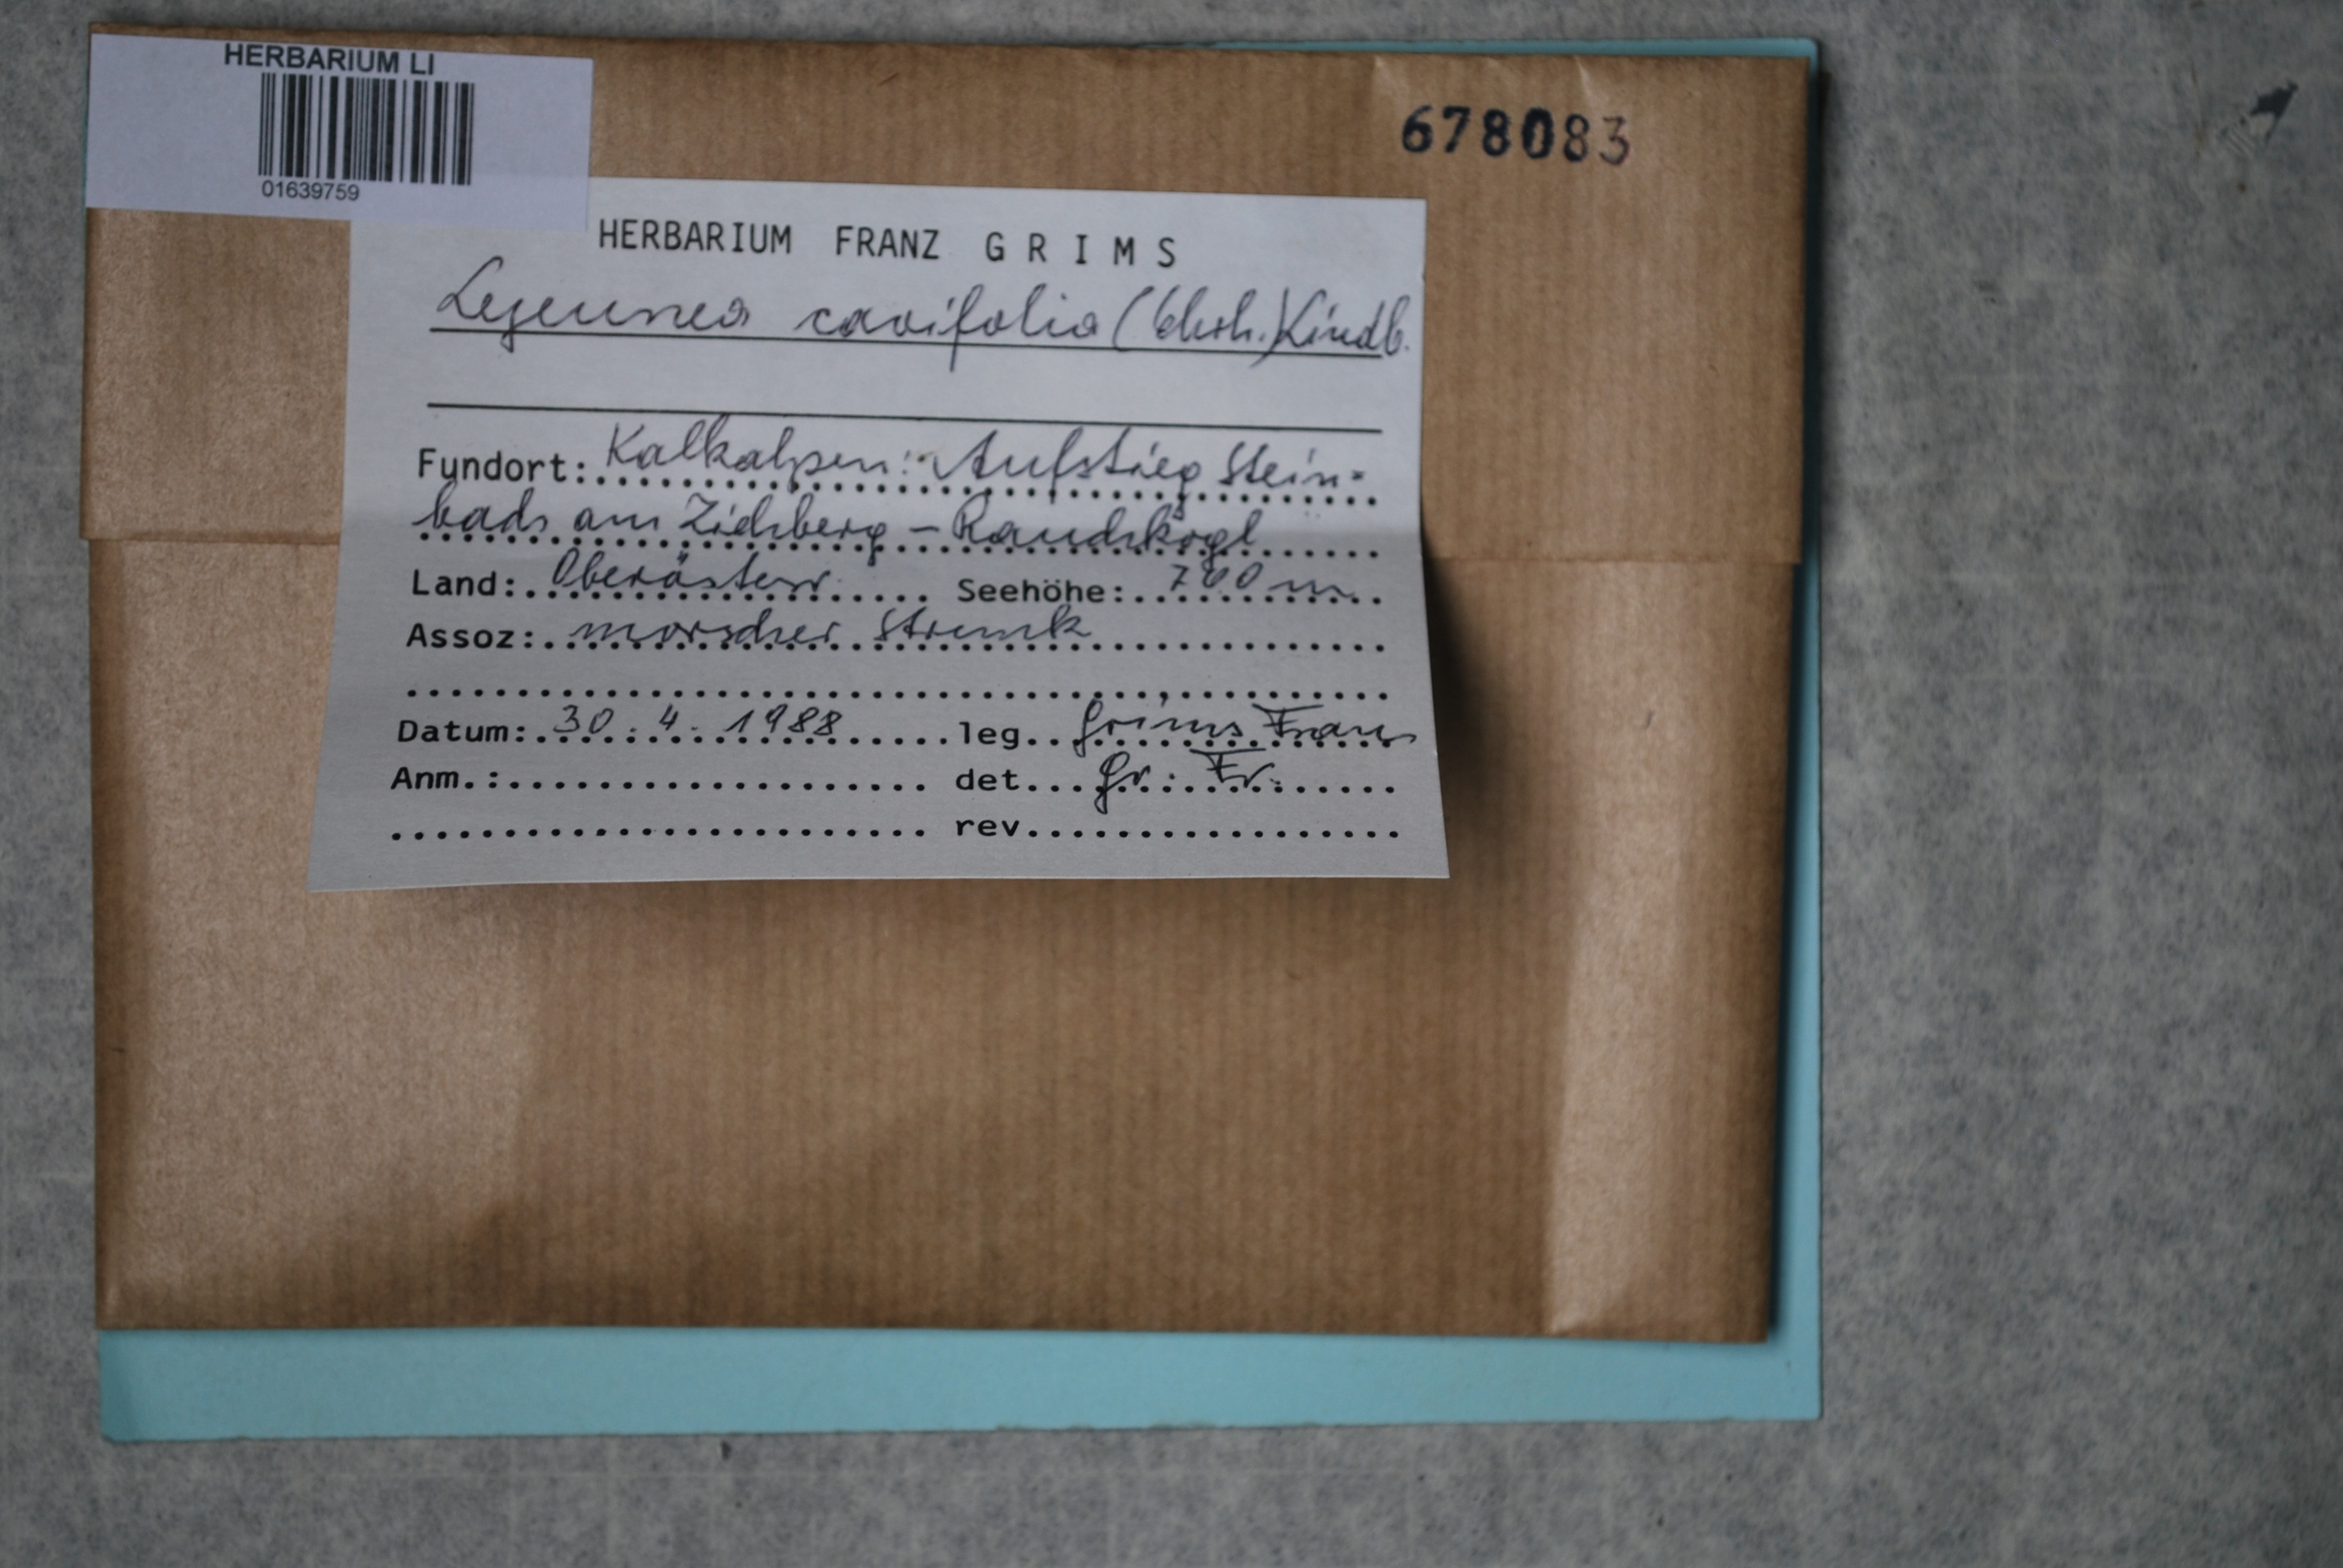 HERBARIUM LI
01639759
678083
HERBARIUM FRANZ GRIMS
Lejeunea cavifolia (Ehrh.) Lindb.
Fundort: Kalkalpen: Aufstieg Stein-
bach am Ziehberg - Rauchkogl
Land: Oberösterr. Seehöhe: 700 m
Assoz: morscher Strunk
Datum: 30. 4. 1988 leg. Grims Franz
Anm.: det. Gr. Fr.
rev.